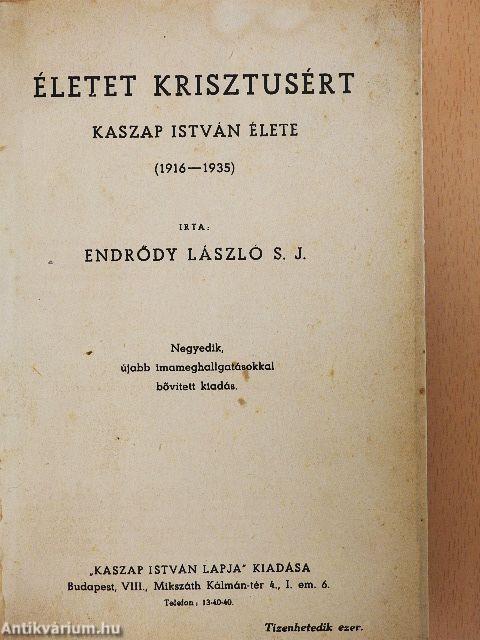 ÉLETET KRISZTUSÉRT
KASZAP ISTVÁN ÉLETE
(1916—1935)
IRTA:
ENDRŐDY LÁSZLÓ S. J.
Negyedik,
újabb imameghallgatásokkal
bővitett kiadás.
„KASZAP ISTVÁN LAPJA" KIADÁSA
Budapest, VIII., Mikszáth Kálmán-tér 4., I. em. 6.
Telefon: 13-40-40.
Tizenhetedik ezer.
Antikvárium.hu